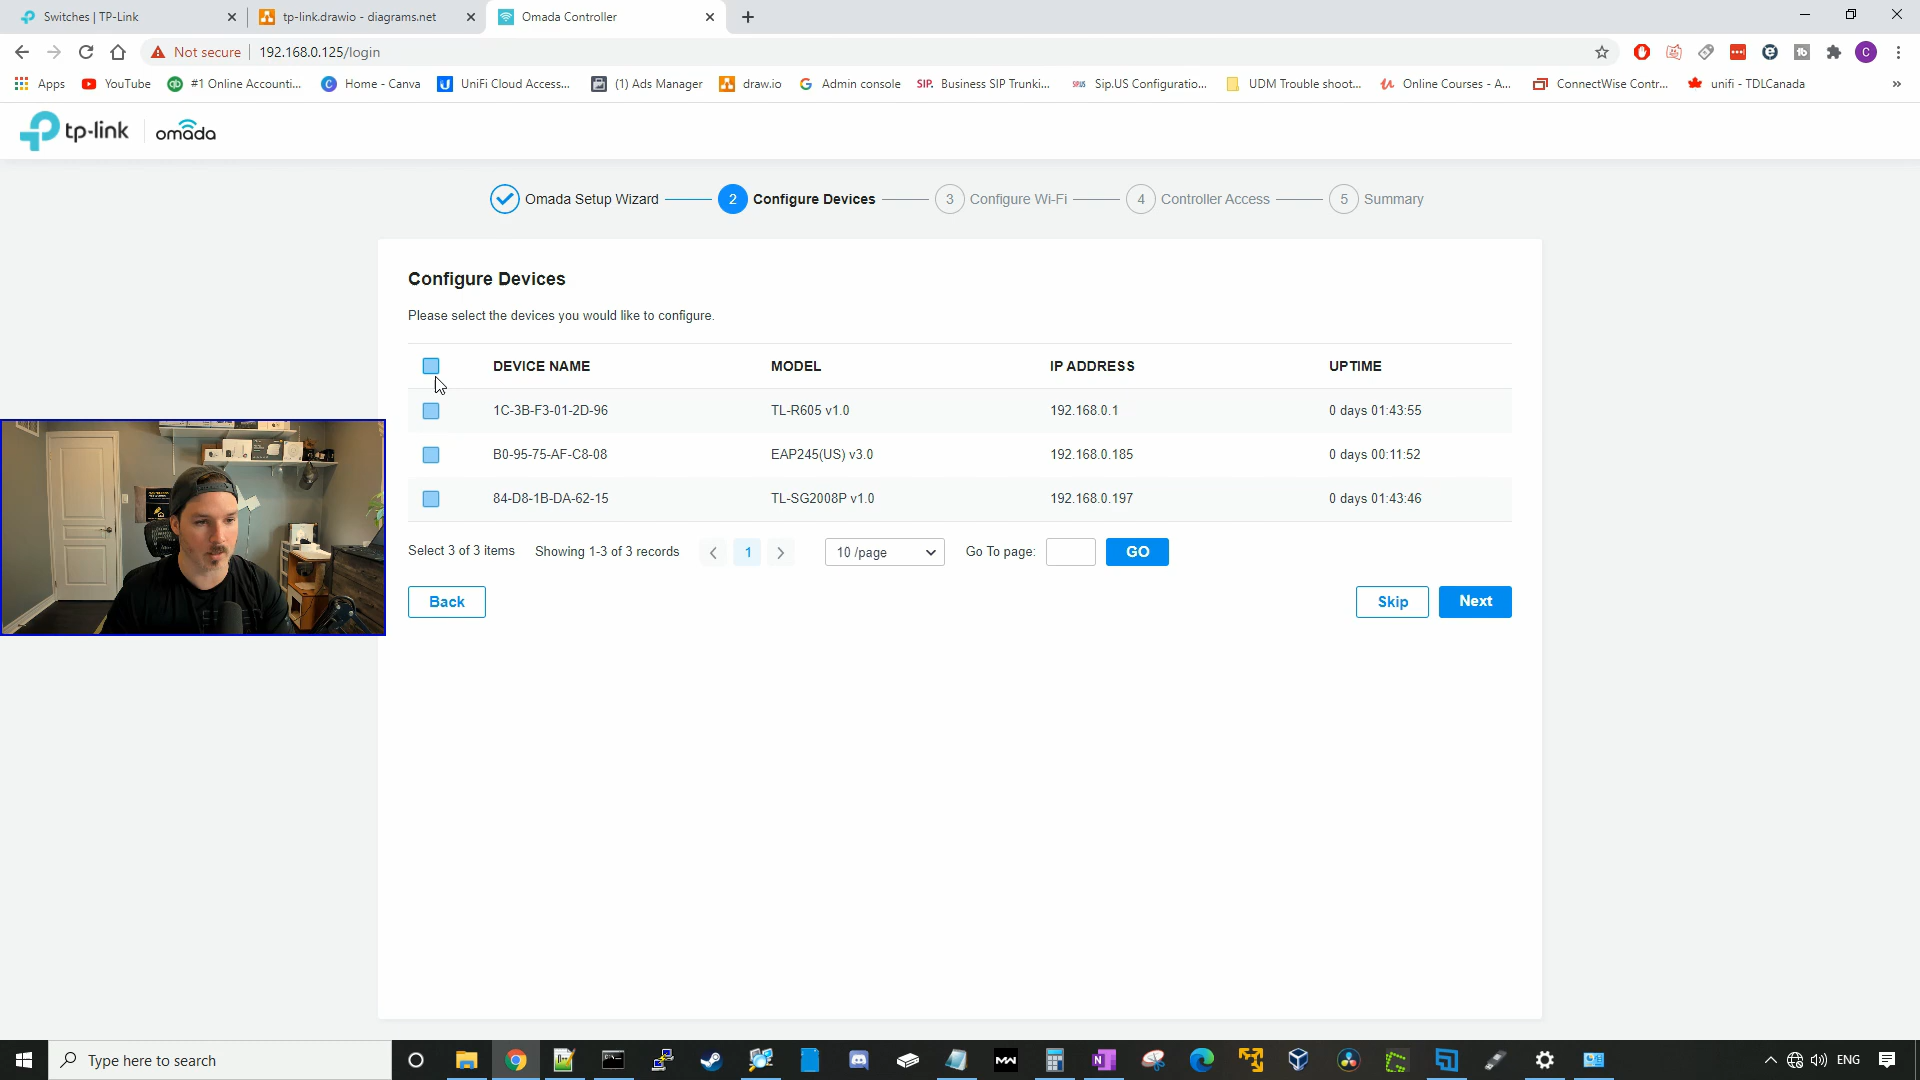 Switches | TP-Link
tp-link.drawio - diagrams.net
Omada Controller
Not secure
192.168.0.125/login
Apps
YouTube
#1 Online Accounti...
Home - Canva
UniFi Cloud Access...
(1) Ads Manager
draw.io
Admin console
SIP. Business SIP Trunki...
Sip.US Configuratio...
UDM Trouble shoot...
Online Courses - A...
ConnectWise Contr...
unifi - TDLCanada
tp-link
omada
Omada Setup Wizard
2 Configure Devices
3 Configure Wi-Fi
4 Controller Access
5 Summary
Configure Devices
Please select the devices you would like to configure.
DEVICE NAME MODEL IP ADDRESS UPTIME
1C-3B-F3-01-2D-96 TL-R605 v1.0 192.168.0.1 0 days 01:43:55
B0-95-75-AF-C8-08 EAP245(US) v3.0 192.168.0.185 0 days 00:11:52
84-D8-1B-DA-62-15 TL-SG2008P v1.0 192.168.0.197 0 days 01:43:46
Select 3 of 3 items Showing 1-3 of 3 records 1 10 /page Go To page: GO
Back
Skip
Next
Type here to search
ENG